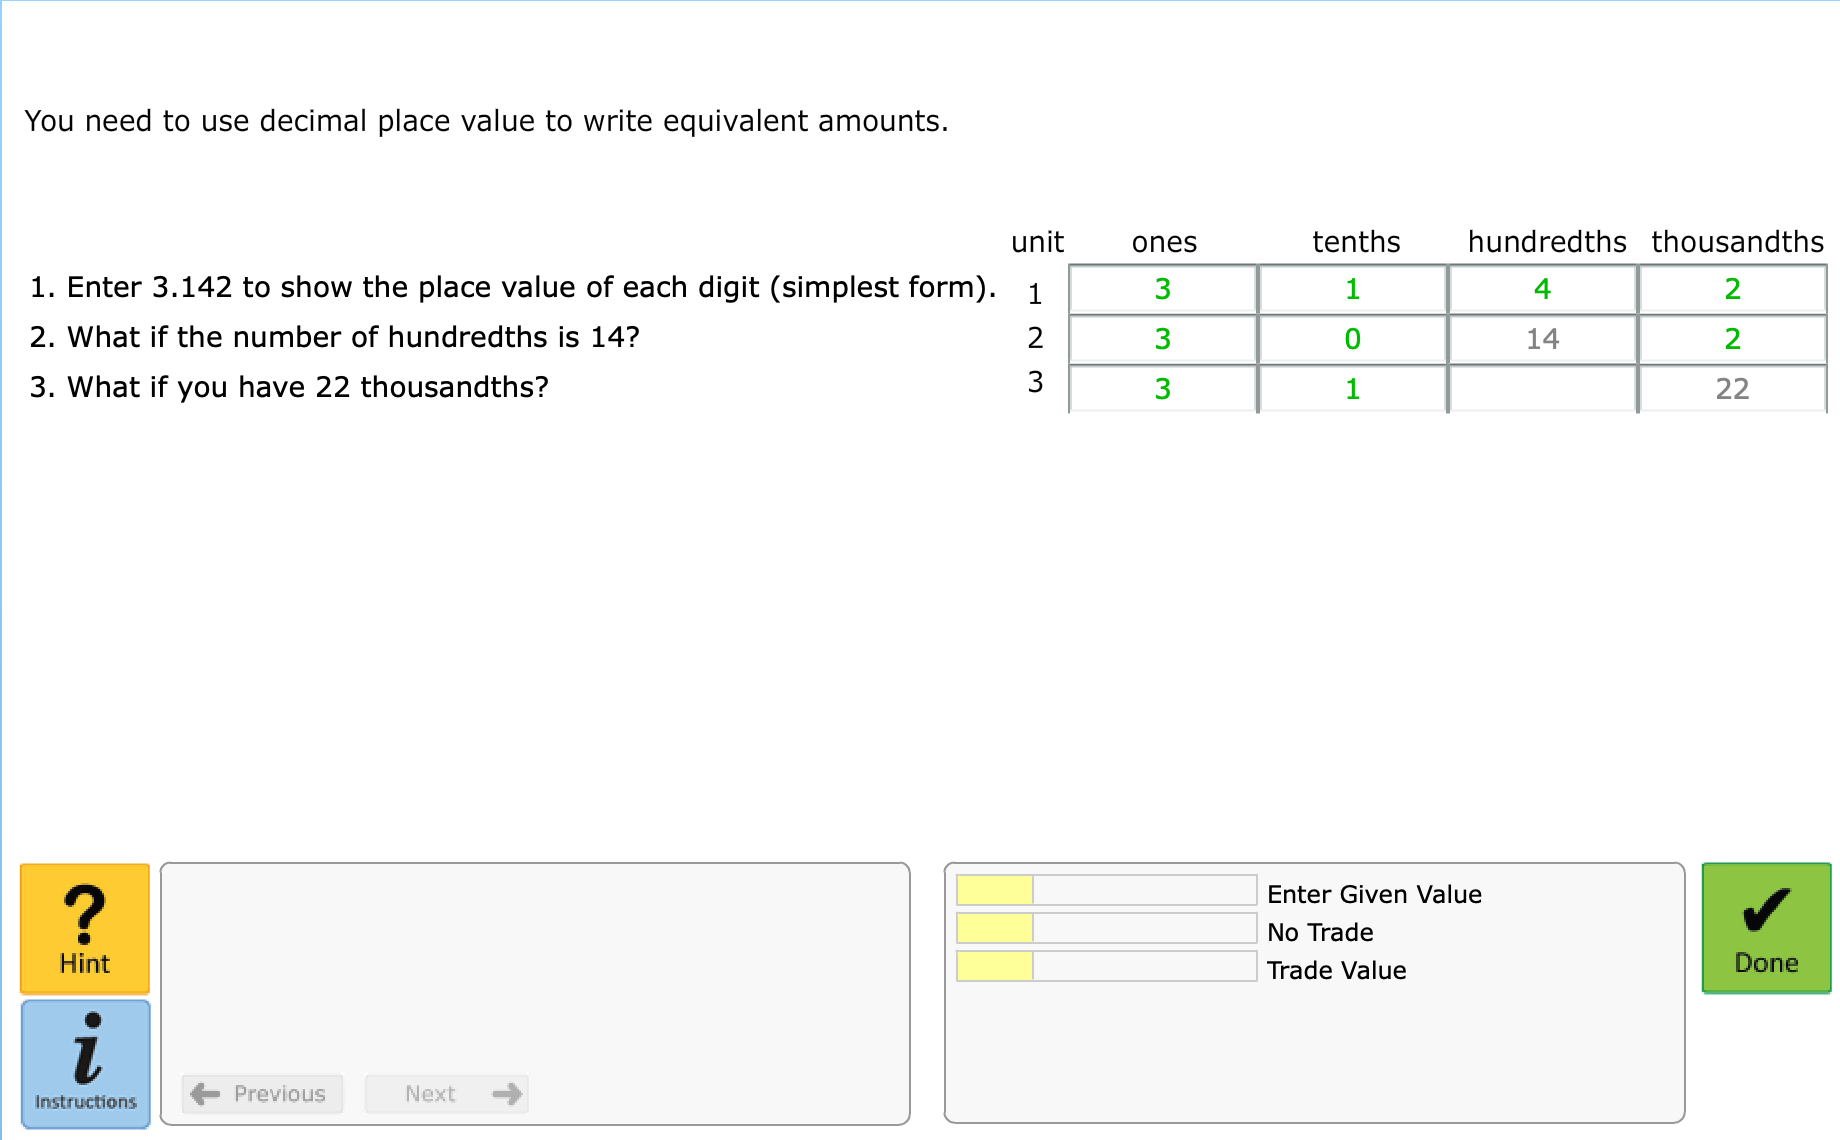 You need to use decimal place value to write equivalent amounts.
unit ones tenths hundredths thousandths
1. Enter 3.142 to show the place value of each digit (simplest form). 1 3 1 4 2
2. What if the number of hundredths is 14? 2 3 0 14 2
3. What if you have 22 thousandths? 3 3 1 22
? Hint
i Instructions
Previous Next
Enter Given Value
No Trade
Trade Value
Done